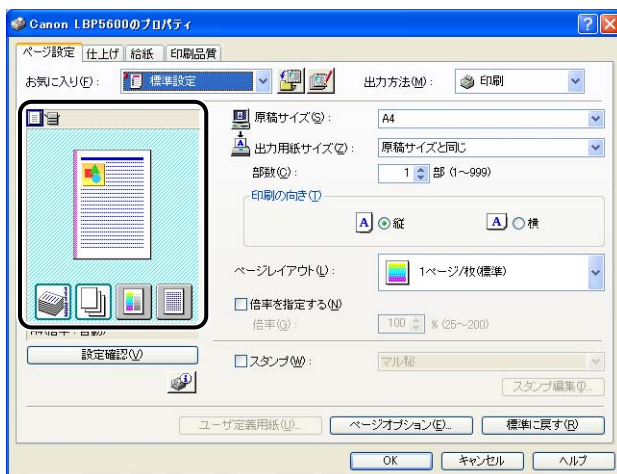 Canon LBP5600のプロパティ
ページ設定 仕上げ 給紙 印刷品質
お気に入り(F): 標準設定 出力方法(M): 印刷
原稿サイズ(S): A4
出力用紙サイズ(Z): 原稿サイズと同じ
部数(C): 1 部 (1～999)
印刷の向き(T)
A 縦 A 横
ページレイアウト(L): 1ページ/枚(標準)
倍率を指定する(N)
倍率(G): 100 % (25～200)
設定確認(V)
スタンプ(W): マル秘
スタンプ編集(I)...
ユーザ定義用紙(U)... ページオプション(E)... 標準に戻す(R)
OK キャンセル ヘルプ